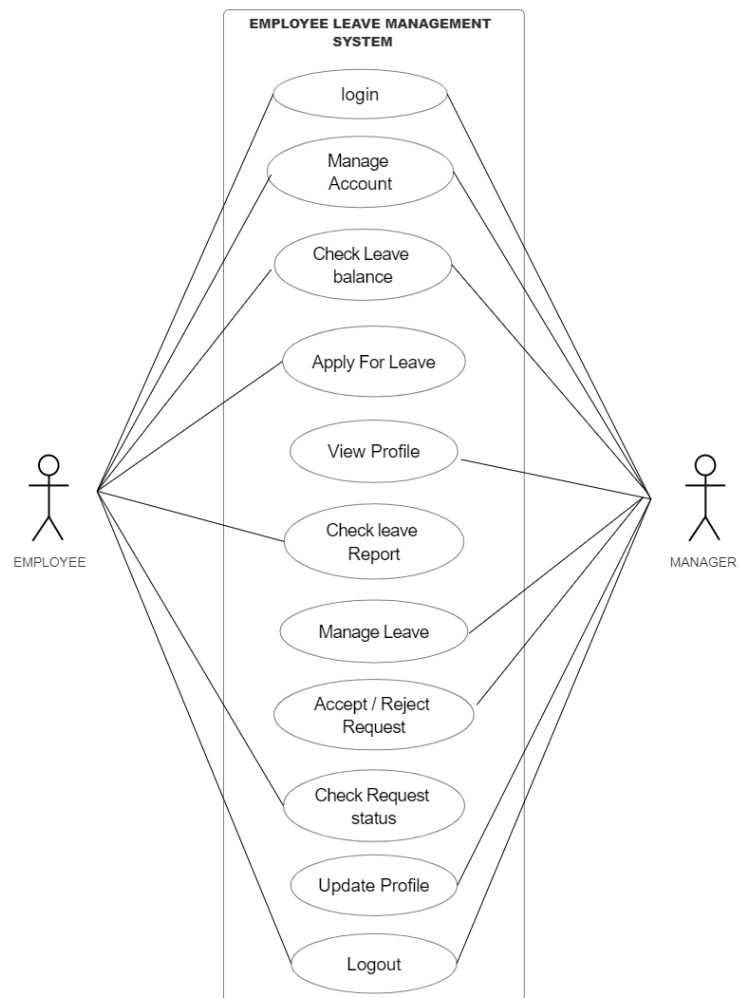 EMPLOYEE LEAVE MANAGEMENT
SYSTEM
login
Manage
Account
Check Leave
balance
Apply For Leave
View Profile
EMPLOYEE
MANAGER
Check leave
Report
Manage Leave
Accept / Reject
Request
Check Request
status
Update Profile
Logout